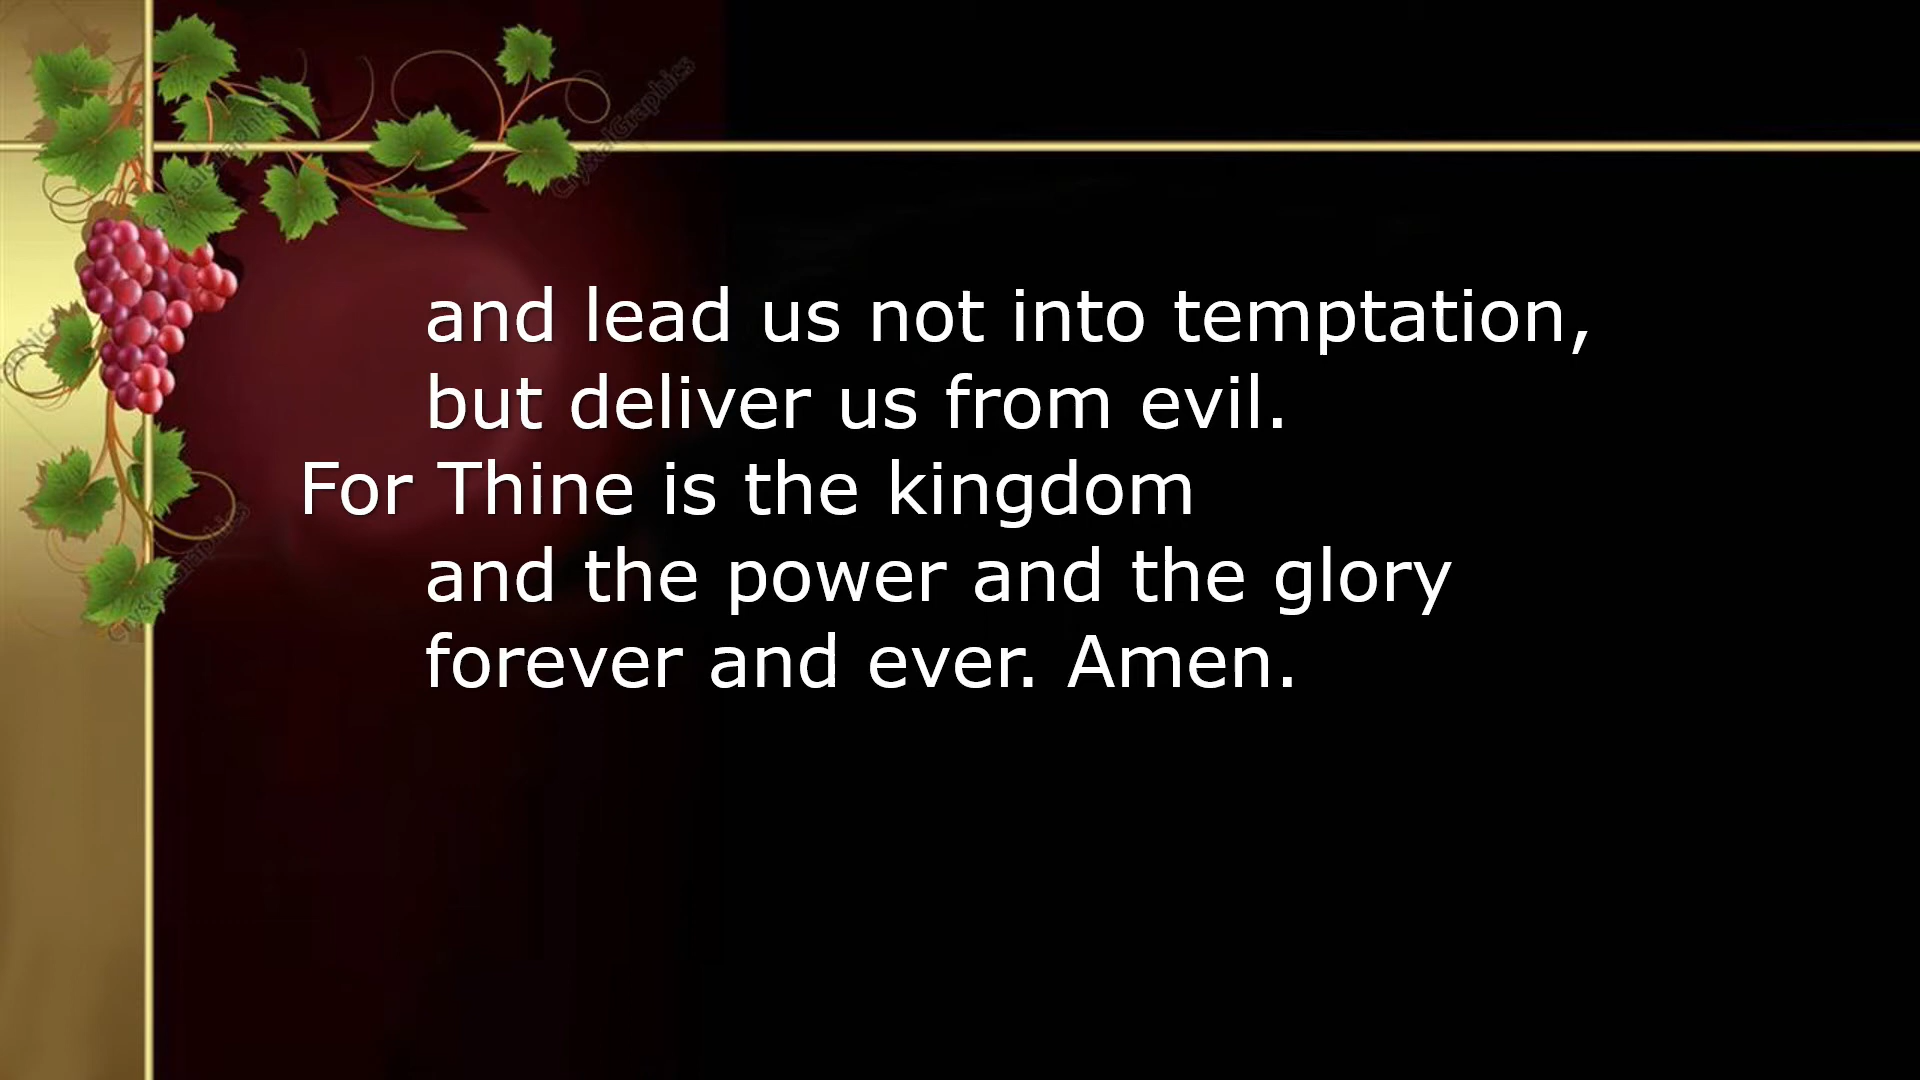 and lead us not into temptation,
but deliver us from evil.
For Thine is the kingdom
and the power and the glory
forever and ever. Amen.
CrystalGraphics